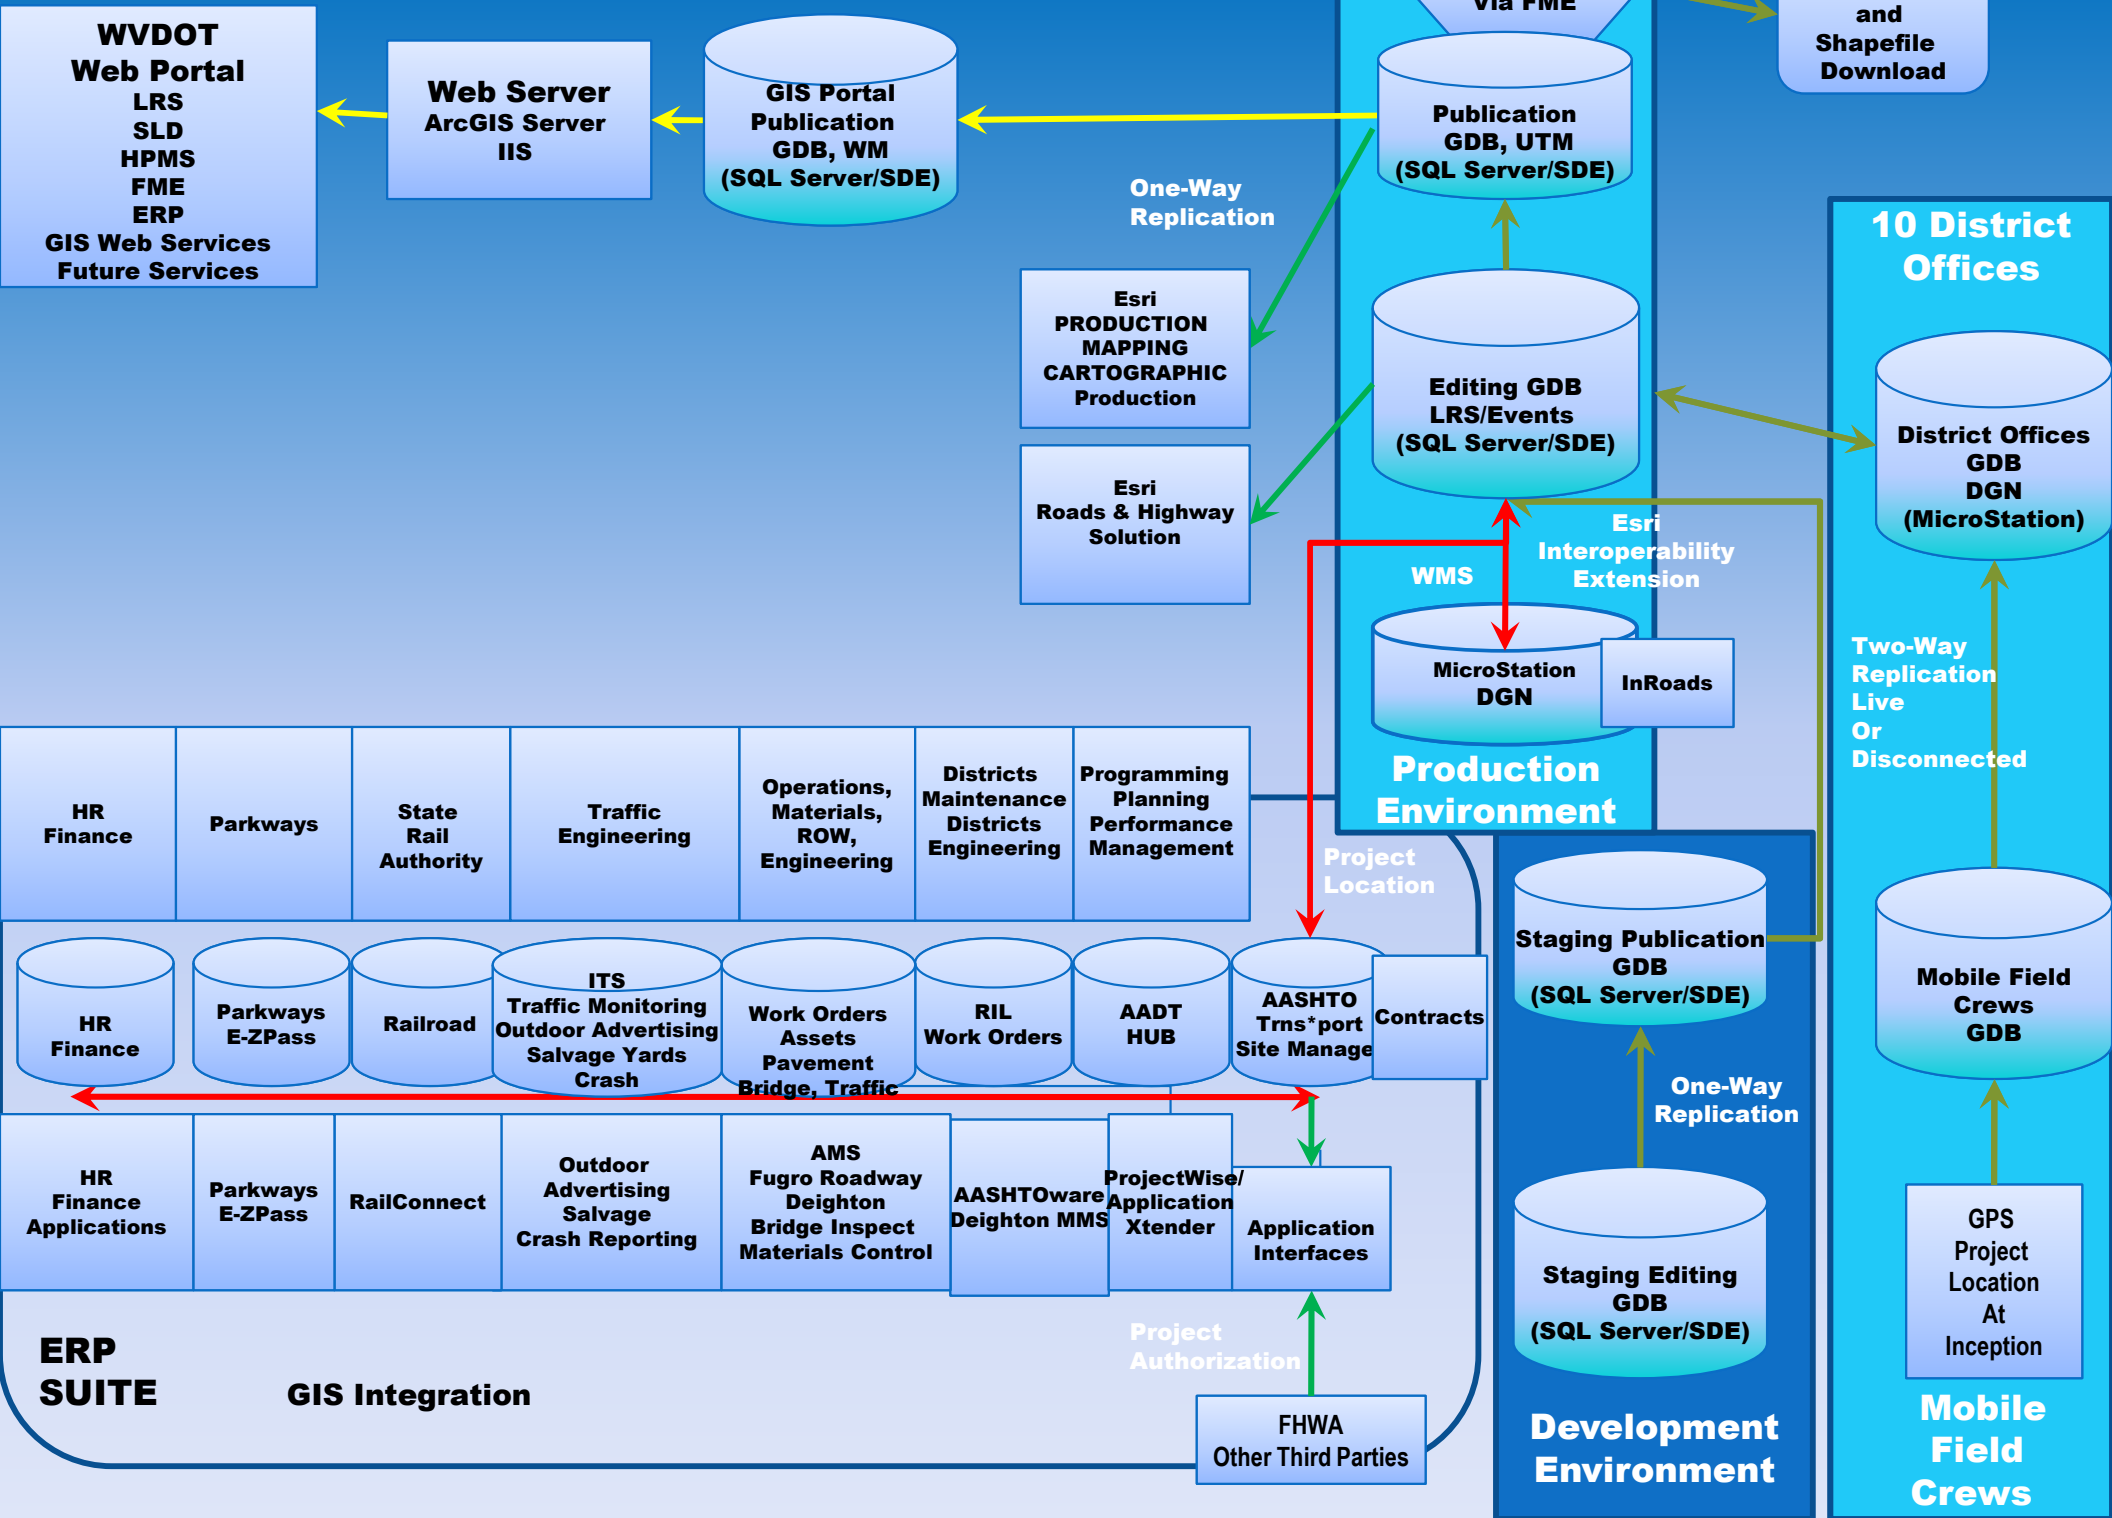 WVDOT
Web Portal
LRS
SLD
HPMS
FME
ERP
GIS Web Services
Future Services
Web Server
ArcGIS Server
IIS
GIS Portal
Publication
GDB, WM
(SQL Server/SDE)
via FME
Publication
GDB, UTM
(SQL Server/SDE)
and
Shapefile
Download
One-Way
Replication
Esri
PRODUCTION
MAPPING
CARTOGRAPHIC
Production
Esri
Roads & Highway
Solution
Editing GDB
LRS/Events
(SQL Server/SDE)
Esri
Interoperability
Extension
WMS
MicroStation
DGN
InRoads
Production
Environment
10 District
Offices
District Offices
GDB
DGN
(MicroStation)
Two-Way
Replication
Live
Or
Disconnected
Mobile Field
Crews
GDB
GPS
Project
Location
At
Inception
Mobile
Field
Crews
HR
Finance
Parkways
State
Rail
Authority
Traffic
Engineering
Operations,
Materials,
ROW,
Engineering
Districts
Maintenance
Districts
Engineering
Programming
Planning
Performance
Management
Project
Location
HR
Finance
Parkways
E-ZPass
Railroad
ITS
Traffic Monitoring
Outdoor Advertising
Salvage Yards
Crash
Work Orders
Assets
Pavement
Bridge, Traffic
RIL
Work Orders
AADT
HUB
AASHTO
Trns*port
Site Manage
Contracts
HR
Finance
Applications
Parkways
E-ZPass
RailConnect
Outdoor
Advertising
Salvage
Crash Reporting
AMS
Fugro Roadway
Deighton
Bridge Inspect
Materials Control
AASHTOware
Deighton MMS
ProjectWise/
Application
Xtender
Application
Interfaces
Project
Authorization
FHWA
Other Third Parties
ERP
SUITE
GIS Integration
Staging Publication
GDB
(SQL Server/SDE)
One-Way
Replication
Staging Editing
GDB
(SQL Server/SDE)
Development
Environment